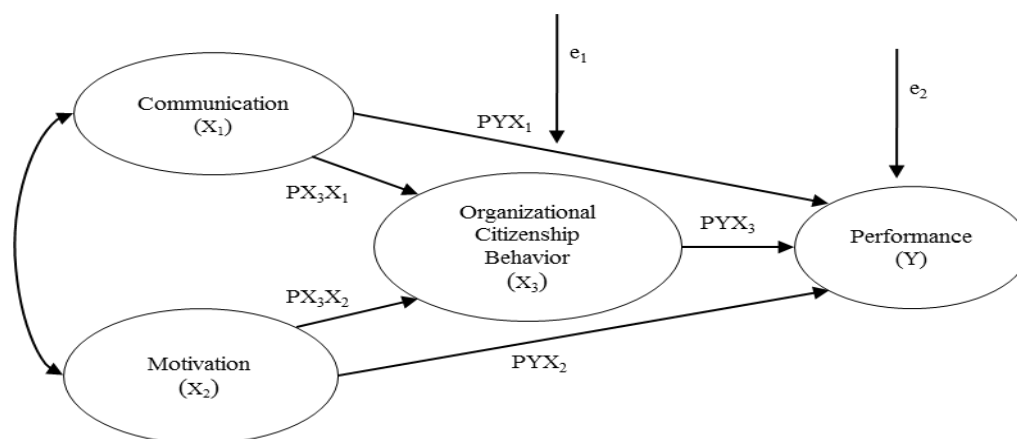 e₁
e₂
Communication
(X₁)
PYX₁
PX₃X₁
Organizational
Citizenship
Behavior
(X₃)
PYX₃
Performance
(Y)
PX₃X₂
Motivation
(X₂)
PYX₂